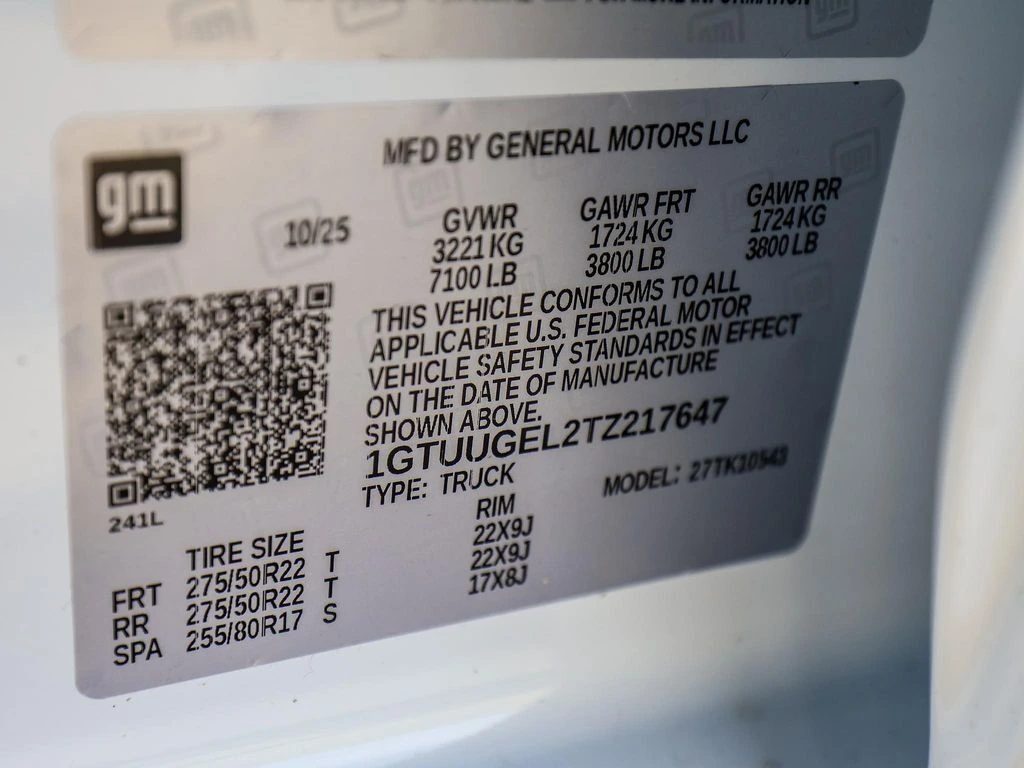 FOR MORE INFORMATION
gm
MFD BY GENERAL MOTORS LLC
10/25
GVWR GAWR FRT GAWR RR
3221 KG 1724 KG 1724 KG
7100 LB 3800 LB 3800 LB
THIS VEHICLE CONFORMS TO ALL
APPLICABLE U.S. FEDERAL MOTOR
VEHICLE SAFETY STANDARDS IN EFFECT
ON THE DATE OF MANUFACTURE
SHOWN ABOVE.
1GTUUGEL2TZ217647
TYPE: TRUCK MODEL: 27TK10543
241L
TIRE SIZE RIM
FRT 275/50R22 T 22X9J
RR 275/50R22 T 22X9J
SPA 255/80R17 S 17X8J